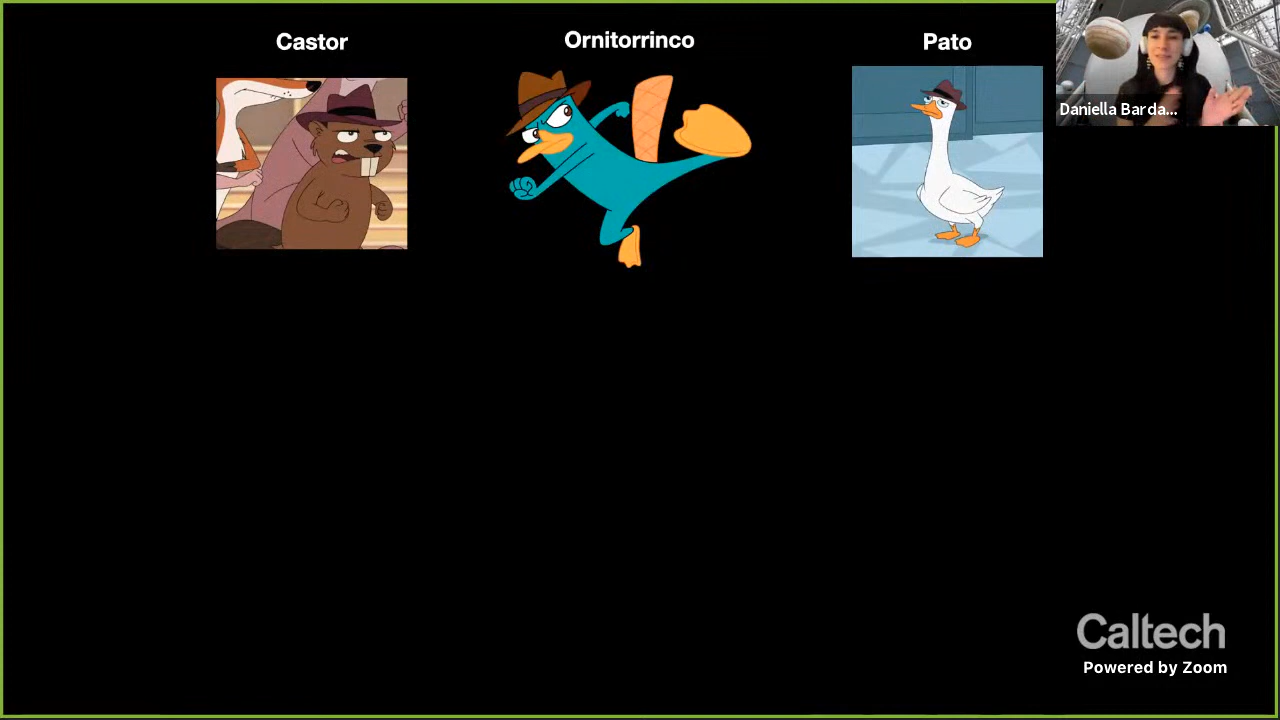 Castor
Ornitorrinco
Pato
Daniella Barda...
Caltech
Powered by Zoom